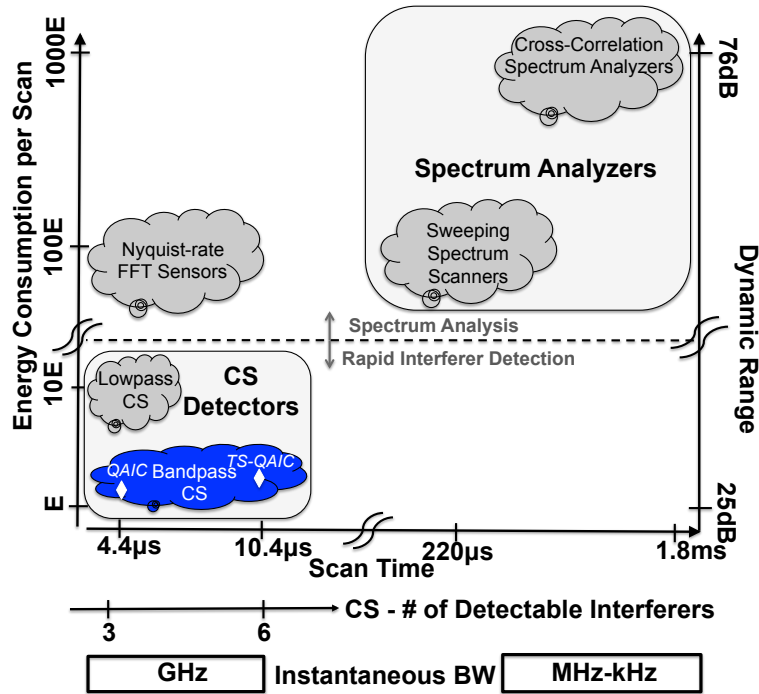 Energy Consumption per Scan
1000E
100E
10E
E
Cross-Correlation
Spectrum Analyzers
Spectrum Analyzers
Sweeping
Spectrum
Scanners
Nyquist-rate
FFT Sensors
Spectrum Analysis
Rapid Interferer Detection
Lowpass
CS
CS
Detectors
QAIC Bandpass TS-QAIC
CS
76dB
Dynamic Range
25dB
4.4µs
10.4µs
220µs
1.8ms
Scan Time
CS - # of Detectable Interferers
3
6
GHz
Instantaneous BW
MHz-kHz